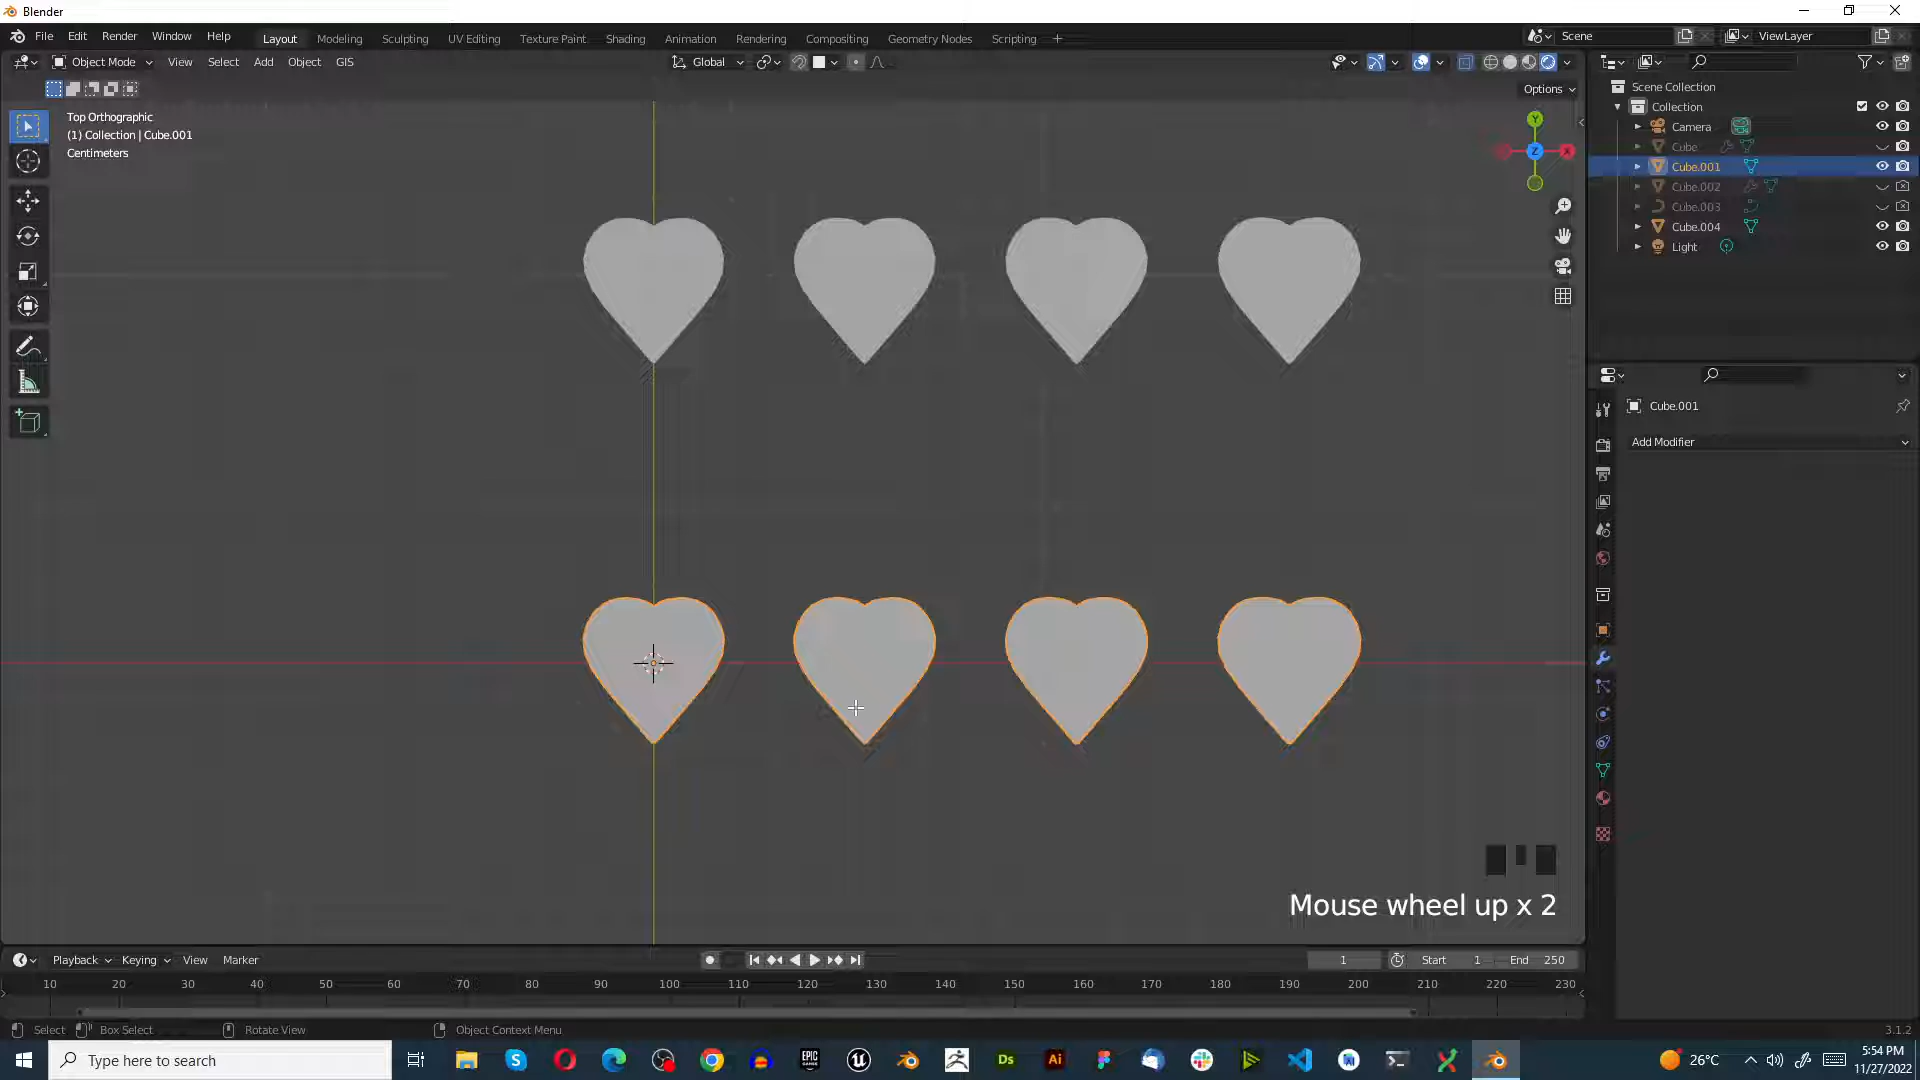 Blender
File Edit Render Window Help
Layout Modeling Sculpting UV Editing Texture Paint Shading Animation Rendering Compositing Geometry Nodes Scripting +
Scene
ViewLayer
Object Mode View Select Add Object GIS
Global
Options
Top Orthographic
(1) Collection | Cube.001
Centimeters
Y
X
Z
Scene Collection
Collection
Camera
Cube
Cube.001
Cube.002
Cube.003
Cube.004
Light
Cube.001
Add Modifier
Mouse wheel up x 2
Playback Keying View Marker
1 Start 1 End 250
10 20 30 40 50 60 70 80 90 100 110 120 130 140 150 160 170 180 190 200 210 220 230
Select Box Select Rotate View Object Context Menu
3.1.2
Type here to search
EPIC GAMES
Ds
Ai
26°C
5:54 PM
11/27/2022